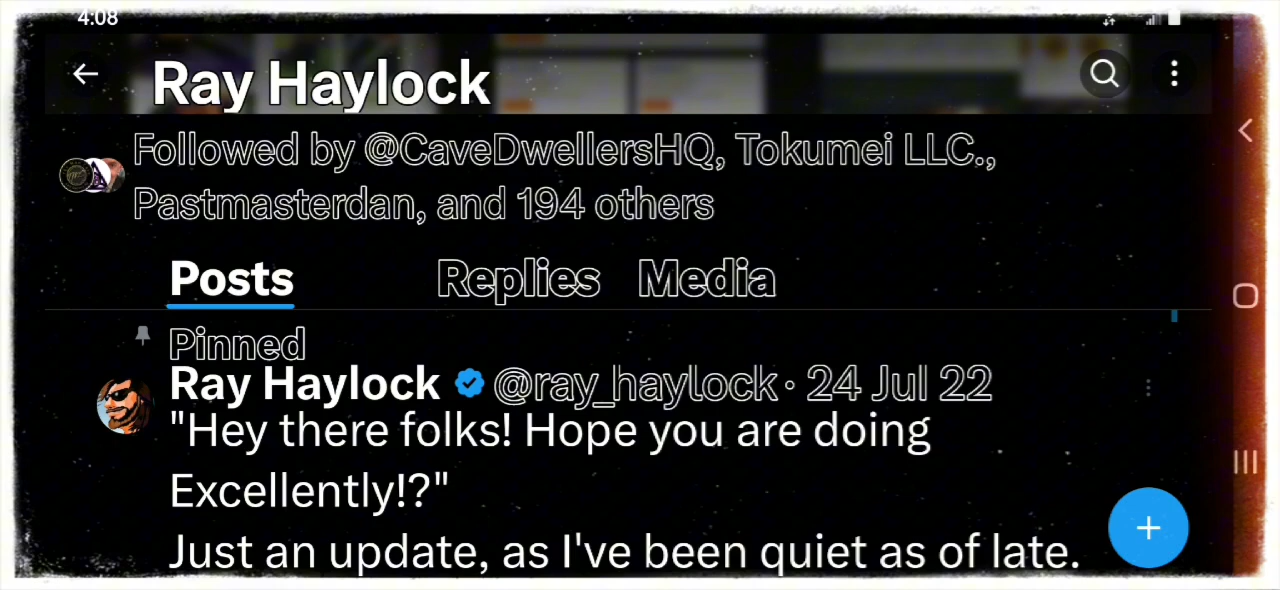 4:08
Ray Haylock
Followed by @CaveDwellersHQ, Tokumei LLC.,
Pastmasterdan, and 194 others
Posts Replies Media
Pinned
Ray Haylock @ray_haylock · 24 Jul 22
"Hey there folks! Hope you are doing
Excellently!?"
Just an update, as I've been quiet as of late.